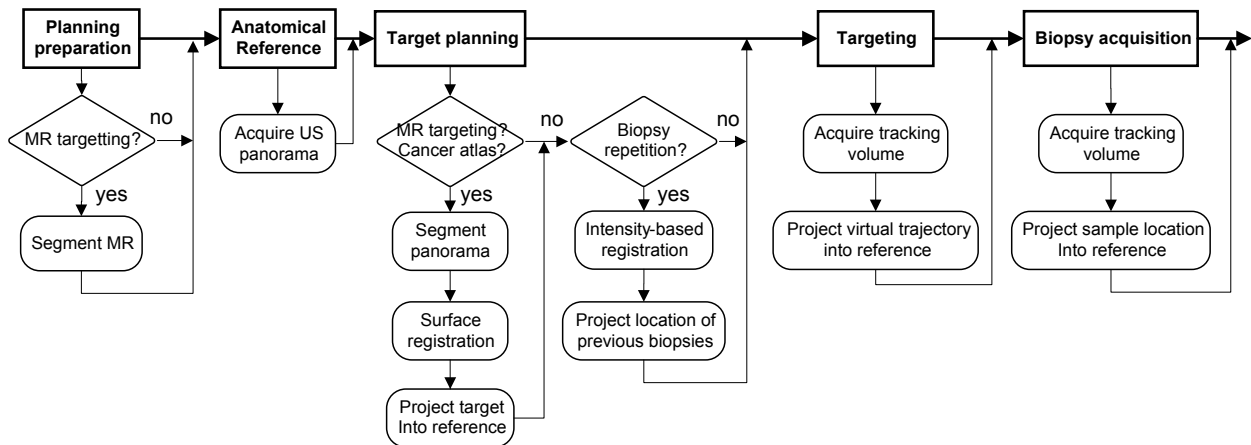 Planning
preparation
Anatomical
Reference
Target planning
Targeting
Biopsy acquisition
MR targetting?
no
yes
Segment MR
Acquire US
panorama
MR targeting?
Cancer atlas?
no
yes
Segment
panorama
Surface
registration
Project target
Into reference
Biopsy
repetition?
no
yes
Intensity-based
registration
Project location of
previous biopsies
Acquire tracking
volume
Project virtual trajectory
into reference
Acquire tracking
volume
Project sample location
Into reference